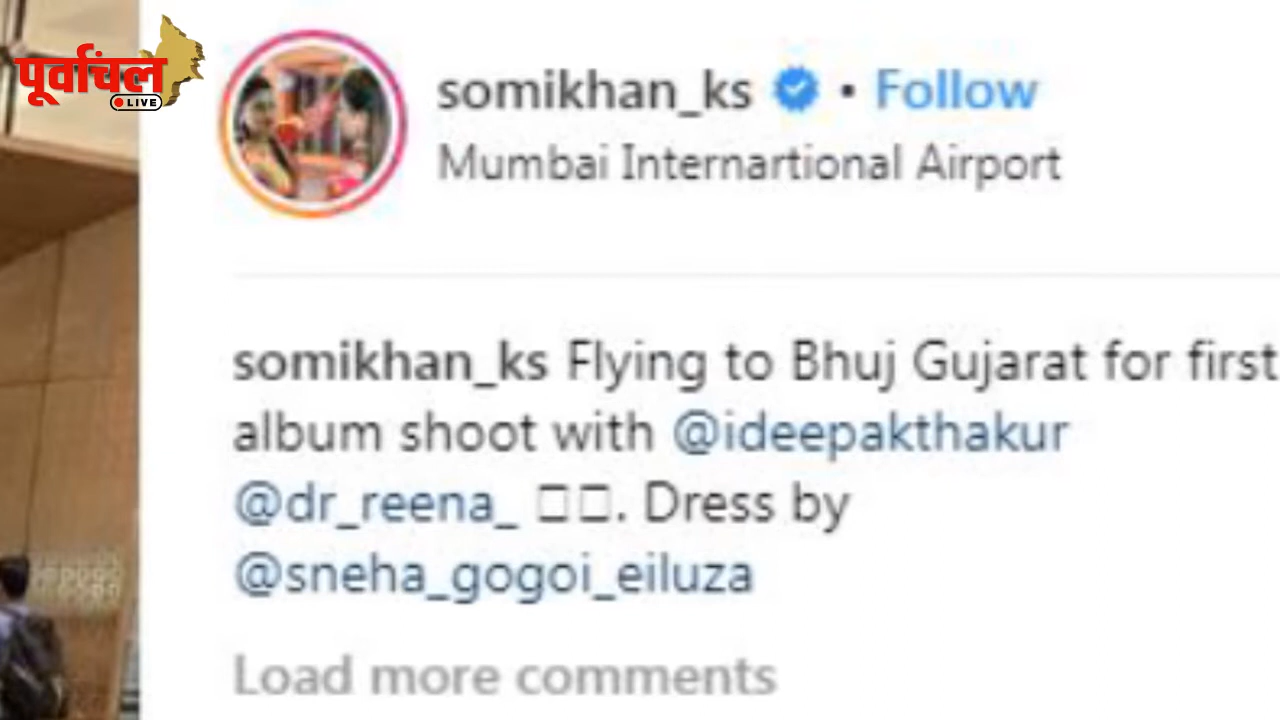 पूर्वांचल
LIVE
somikhan_ks • Follow
Mumbai Internartional Airport
somikhan_ks Flying to Bhuj Gujarat for first
album shoot with @ideepakthakur
@dr_reena_ □□. Dress by
@sneha_gogoi_eiluza
Load more comments